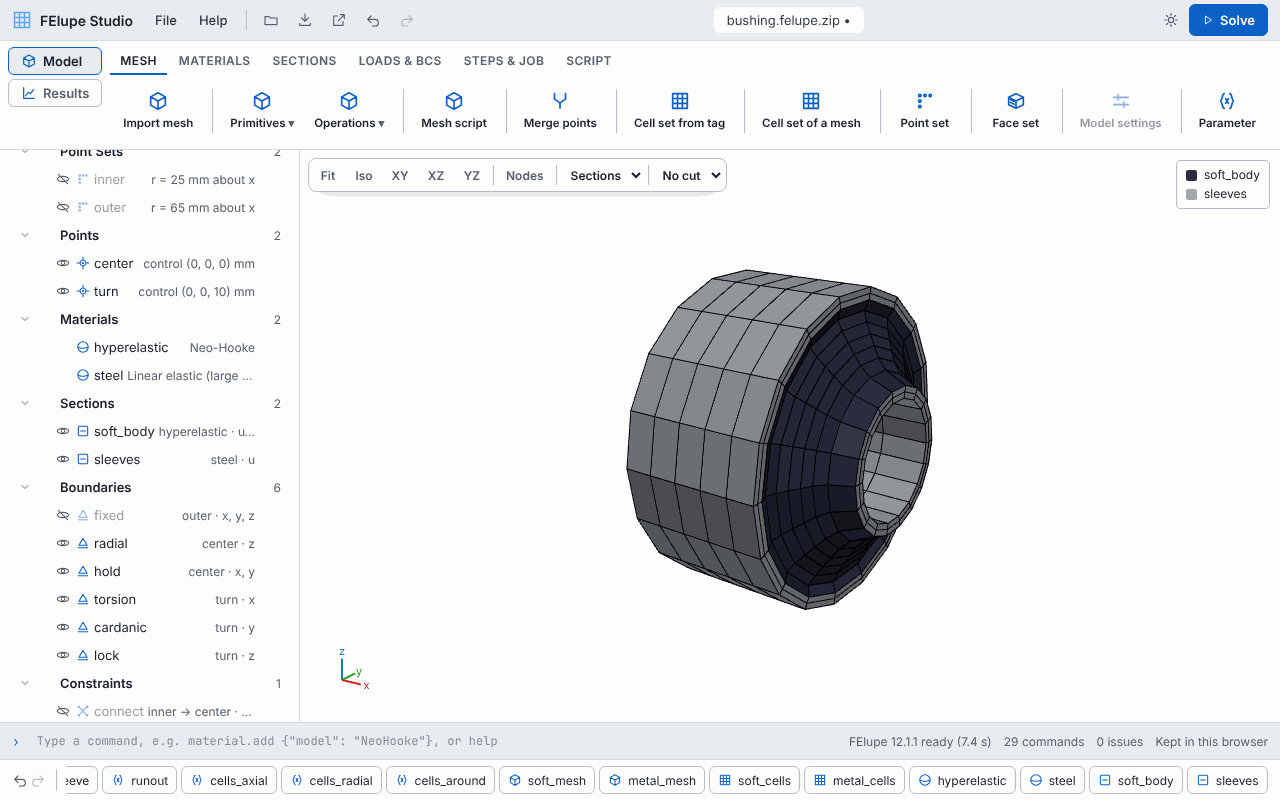 FElupe Studio File Help bushing.felupe.zip • Solve
Model MESH MATERIALS SECTIONS LOADS & BCS STEPS & JOB SCRIPT
Results
Import mesh Primitives ▾ Operations ▾ Mesh script Merge points Cell set from tag Cell set of a mesh Point set Face set Model settings Parameter
Point Sets 2
inner r = 25 mm about x
outer r = 65 mm about x
Points 2
center control (0, 0, 0) mm
turn control (0, 0, 10) mm
Materials 2
hyperelastic Neo-Hooke
steel Linear elastic (large ...
Sections 2
soft_body hyperelastic · u...
sleeves steel · u
Boundaries 6
fixed outer · x, y, z
radial center · z
hold center · x, y
torsion turn · x
cardanic turn · y
lock turn · z
Constraints 1
connect inner → center · ...
Fit Iso XY XZ YZ Nodes Sections No cut
soft_body
sleeves
z
y
x
› Type a command, e.g. material.add {"model": "NeoHooke"}, or help FElupe 12.1.1 ready (7.4 s) 29 commands 0 issues Kept in this browser
eeve runout cells_axial cells_radial cells_around soft_mesh metal_mesh soft_cells metal_cells hyperelastic steel soft_body sleeves